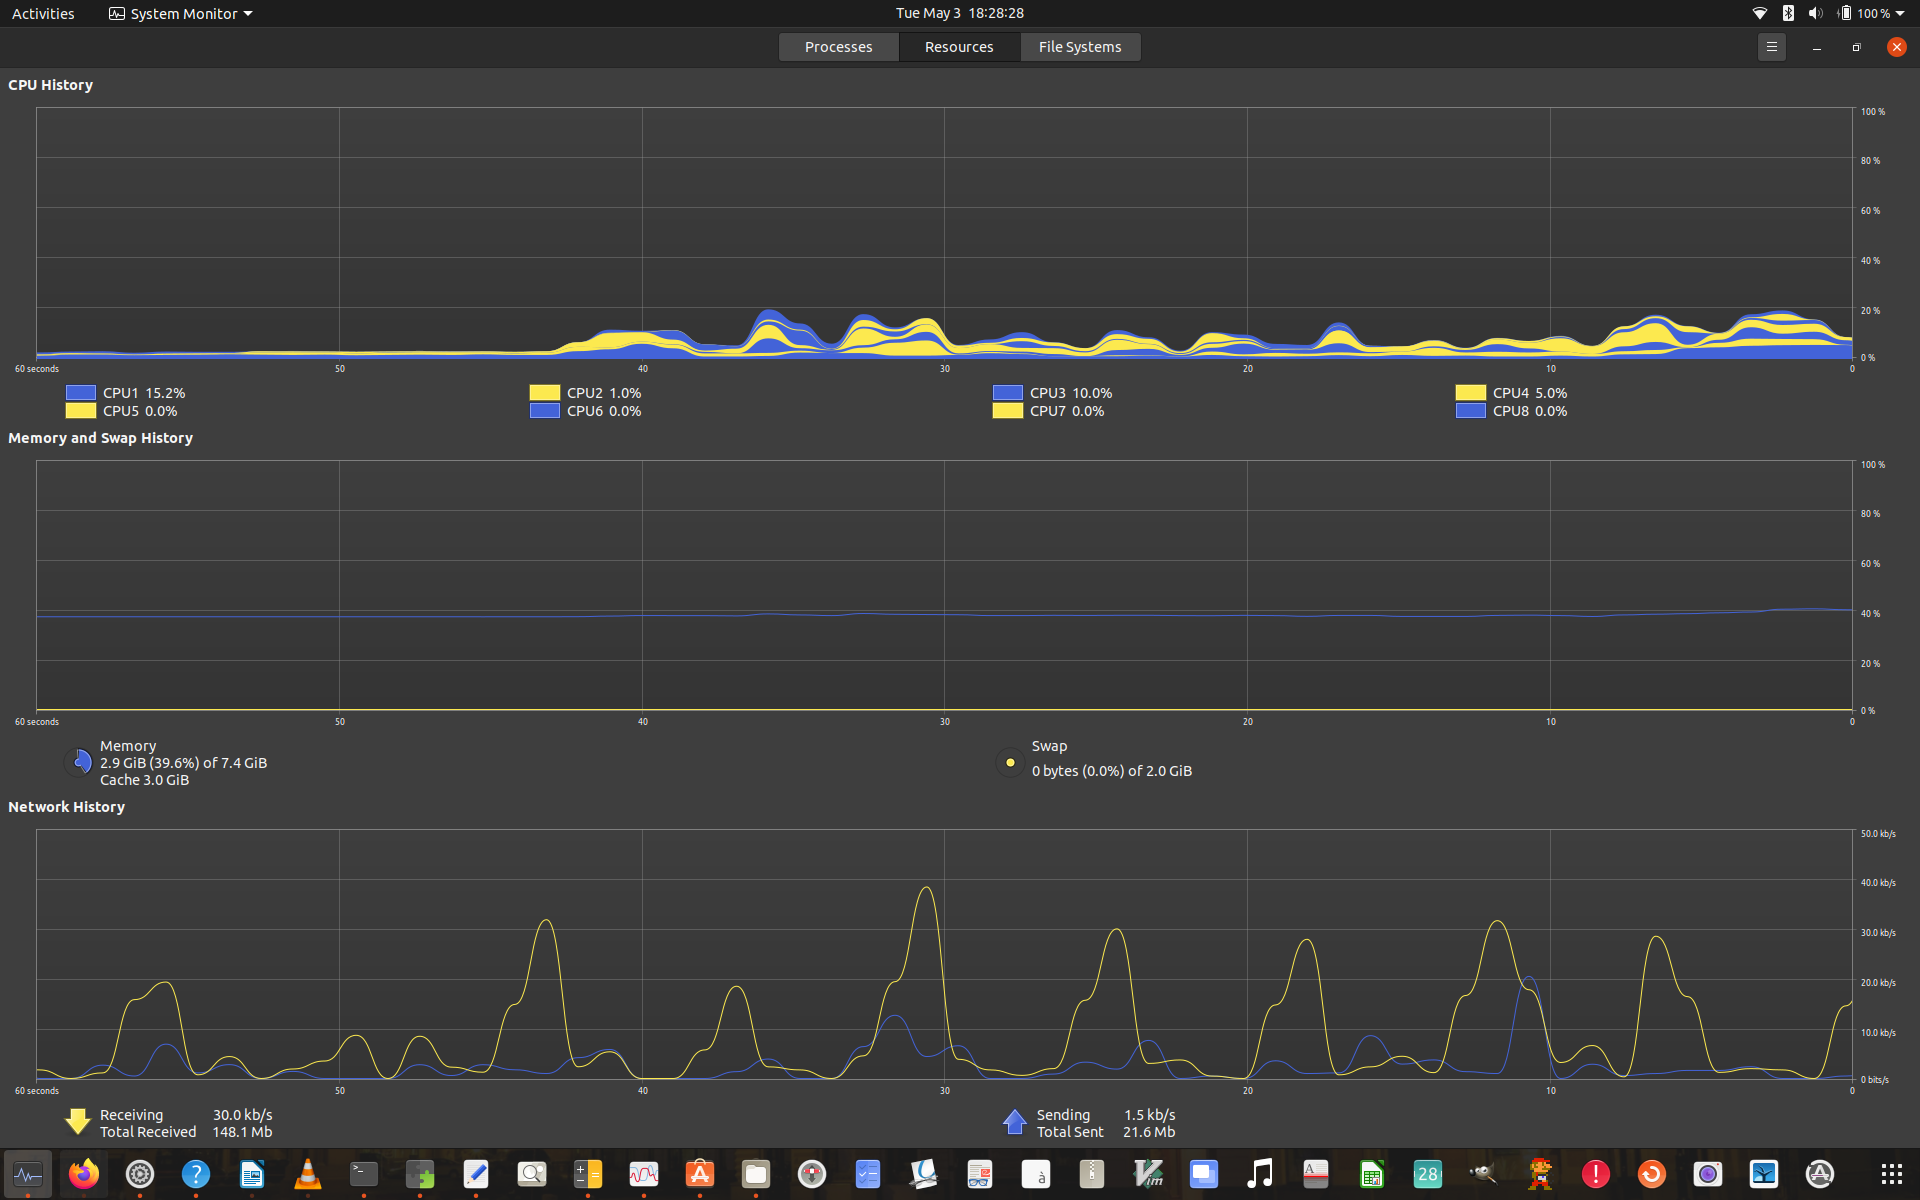 Activities System Monitor Tue May 3 18:28:28 100 %
Processes Resources File Systems
CPU History
100 %
80 %
60 %
40 %
20 %
0 %
60 seconds 50 40 30 20 10 0
CPU1 15.2% CPU2 1.0% CPU3 10.0% CPU4 5.0%
CPU5 0.0% CPU6 0.0% CPU7 0.0% CPU8 0.0%
Memory and Swap History
100 %
80 %
60 %
40 %
20 %
0 %
60 seconds 50 40 30 20 10 0
Memory
2.9 GiB (39.6%) of 7.4 GiB
Cache 3.0 GiB
Swap
0 bytes (0.0%) of 2.0 GiB
Network History
50.0 kb/s
40.0 kb/s
30.0 kb/s
20.0 kb/s
10.0 kb/s
0 bits/s
60 seconds 50 40 30 20 10 0
Receiving 30.0 kb/s
Total Received 148.1 Mb
Sending 1.5 kb/s
Total Sent 21.6 Mb
? >_ à Vim A 28 !